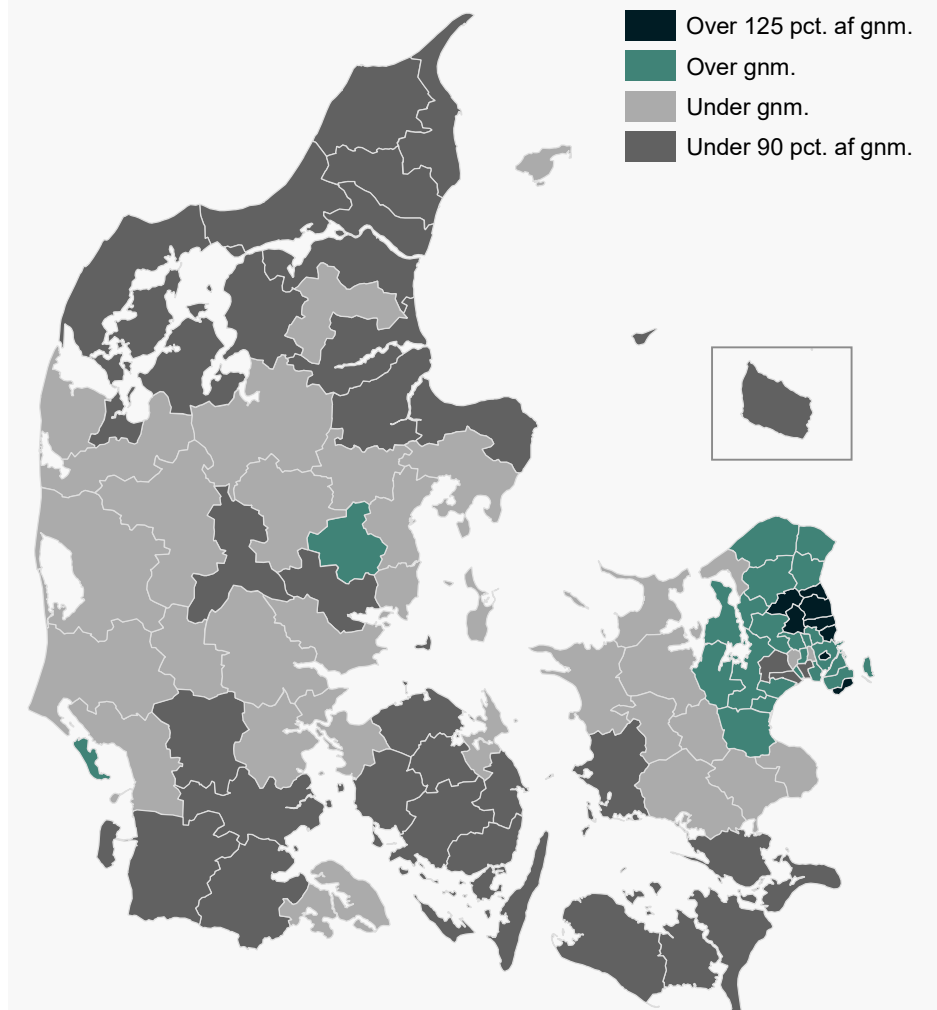 Over 125 pct. af gnm.
Over gnm.
Under gnm.
Under 90 pct. af gnm.